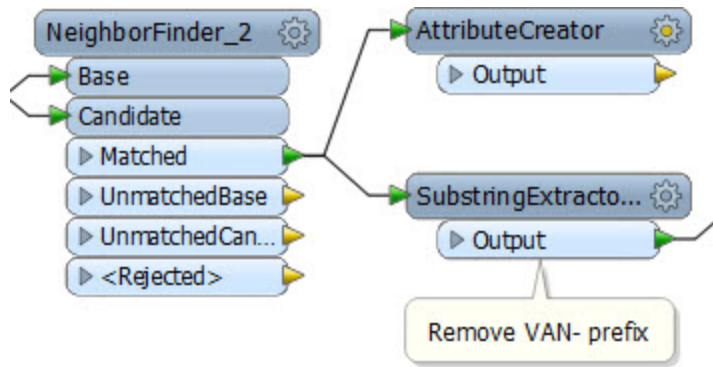 NeighborFinder_2
Base
Candidate
Matched
UnmatchedBase
UnmatchedCan...
<Rejected>
AttributeCreator
Output
SubstringExtracto...
Output
Remove VAN- prefix